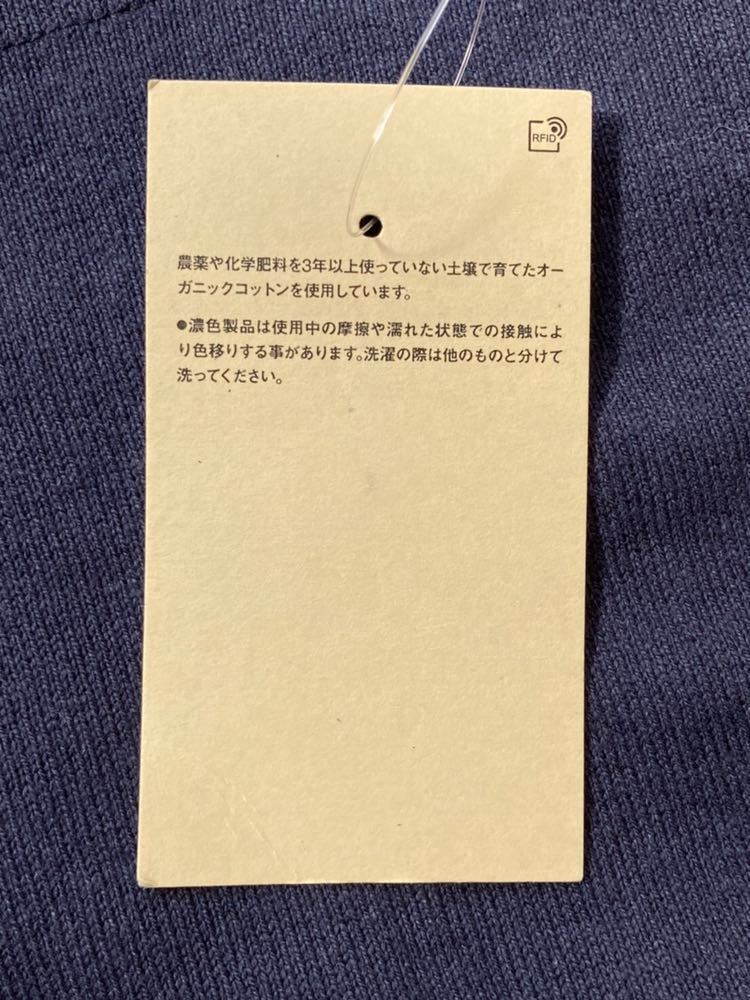 RFID
農薬や化学肥料を3年以上使っていない土壌で育てたオー
ガニックコットンを使用しています。
●濃色製品は使用中の摩擦や濡れた状態での接触によ
り色移りする事があります。洗濯の際は他のものと分けて
洗ってください。